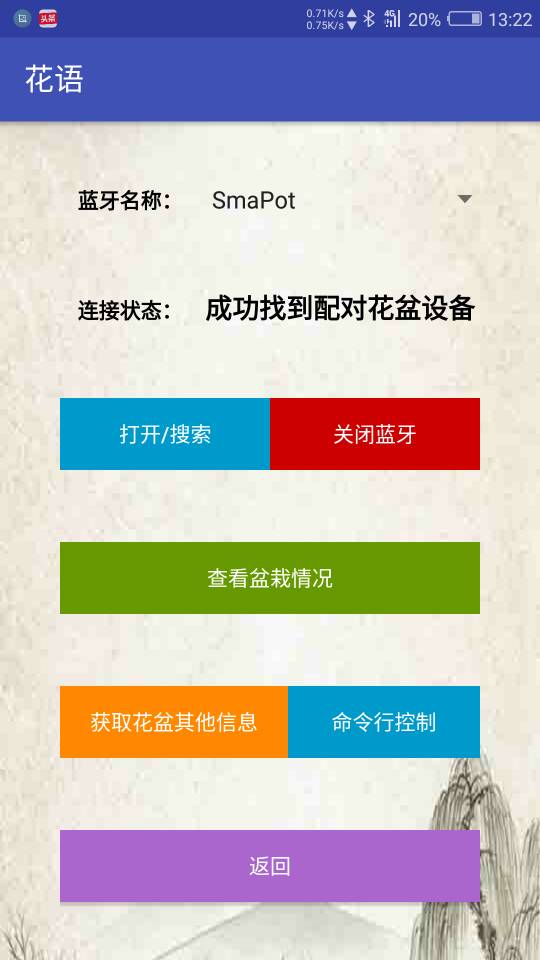 0.71K/s
0.75K/s
4G
20%
13:22
头条
花语
蓝牙名称：
SmaPot
连接状态：
成功找到配对花盆设备
打开/搜索
关闭蓝牙
查看盆栽情况
获取花盆其他信息
命令行控制
返回